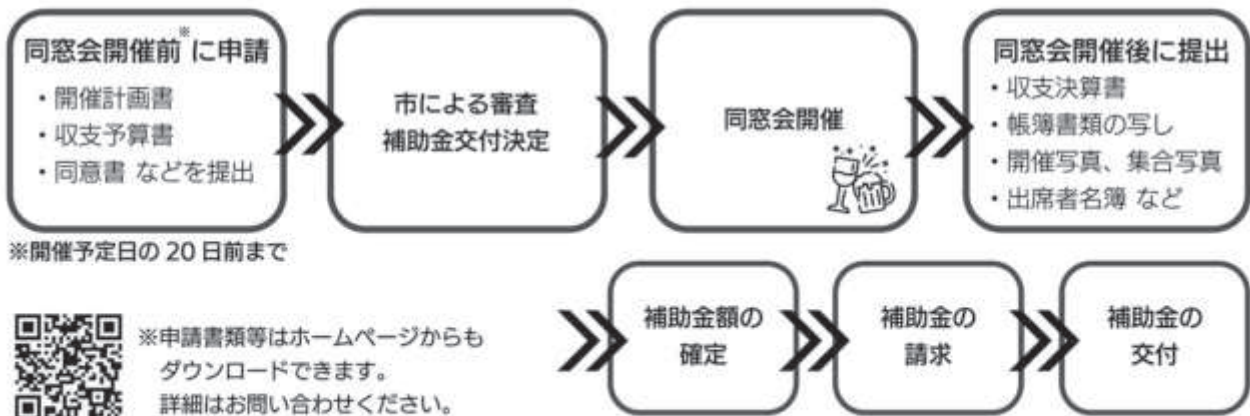 同窓会開催前※に申請
・開催計画書
・収支予算書
・同意書 などを提出
市による審査
補助金交付決定
同窓会開催
同窓会開催後に提出
・収支決算書
・帳簿書類の写し
・開催写真、集合写真
・出席者名簿 など
※開催予定日の 20 日前まで
補助金額の
確定
補助金の
請求
補助金の
交付
※申請書類等はホームページからも
ダウンロードできます。
詳細はお問い合わせください。